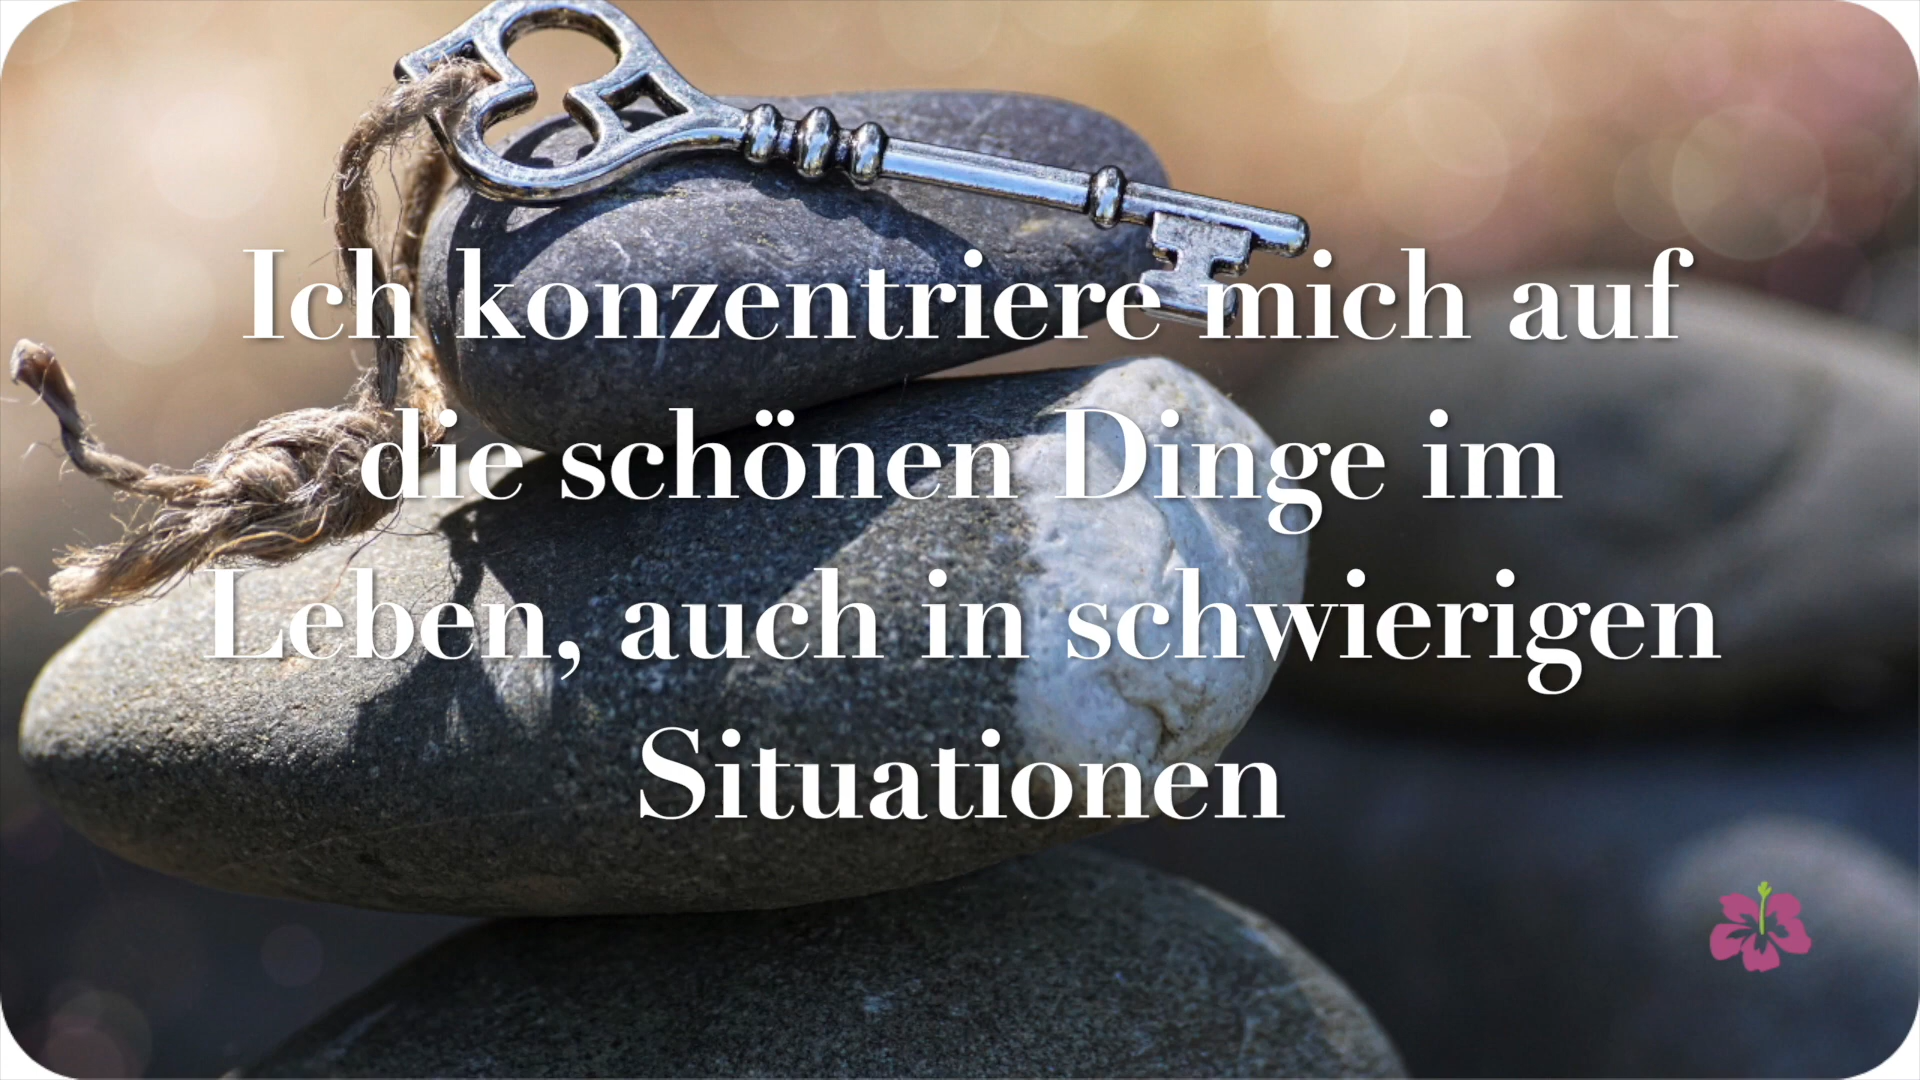 Ich konzentriere mich auf
die schönen Dinge im
Leben, auch in schwierigen
Situationen